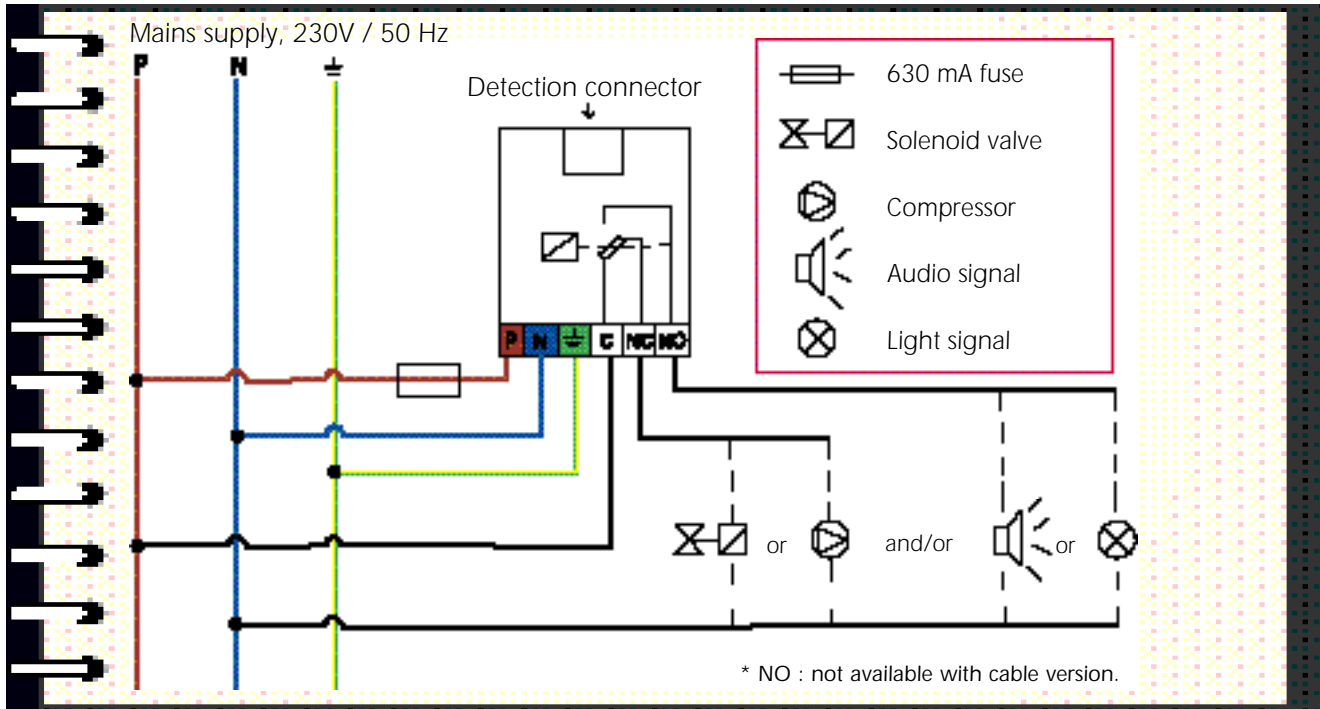 Mains supply, 230V / 50 Hz
P N
Detection connector
630 mA fuse
Solenoid valve
Compressor
Audio signal
Light signal
P N C NC NO
or and/or or
* NO : not available with cable version.